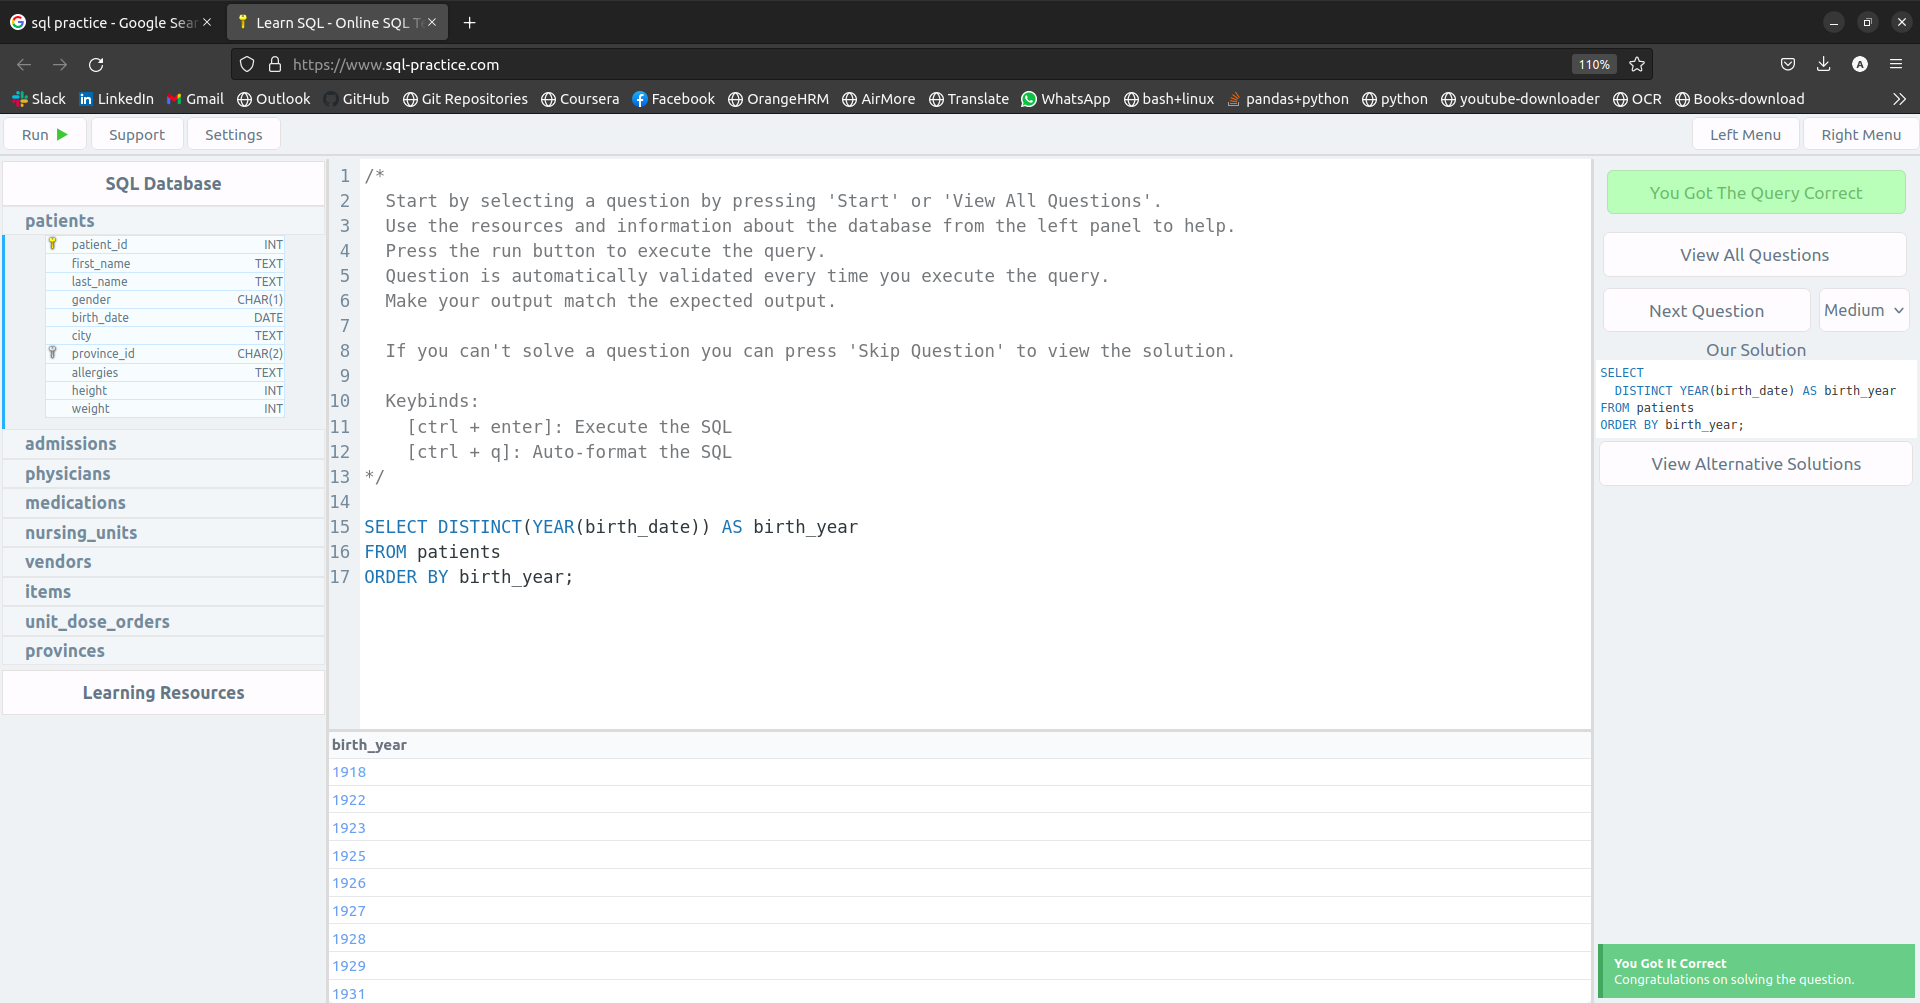 sql practice - Google Sear
Learn SQL - Online SQL Te
https://www.sql-practice.com
110%
Slack LinkedIn Gmail Outlook GitHub Git Repositories Coursera Facebook OrangeHRM AirMore Translate WhatsApp bash+linux pandas+python python youtube-downloader OCR Books-download
Run
Support
Settings
Left Menu
Right Menu
SQL Database
patients
patient_id INT
first_name TEXT
last_name TEXT
gender CHAR(1)
birth_date DATE
city TEXT
province_id CHAR(2)
allergies TEXT
height INT
weight INT
admissions
physicians
medications
nursing_units
vendors
items
unit_dose_orders
provinces
Learning Resources
1 /*
2 Start by selecting a question by pressing 'Start' or 'View All Questions'.
3 Use the resources and information about the database from the left panel to help.
4 Press the run button to execute the query.
5 Question is automatically validated every time you execute the query.
6 Make your output match the expected output.
7
8 If you can't solve a question you can press 'Skip Question' to view the solution.
9
10 Keybinds:
11 [ctrl + enter]: Execute the SQL
12 [ctrl + q]: Auto-format the SQL
13 */
14
15 SELECT DISTINCT(YEAR(birth_date)) AS birth_year
16 FROM patients
17 ORDER BY birth_year;
birth_year
1918
1922
1923
1925
1926
1927
1928
1929
1931
You Got The Query Correct
View All Questions
Next Question
Medium
Our Solution
SELECT
DISTINCT YEAR(birth_date) AS birth_year
FROM patients
ORDER BY birth_year;
View Alternative Solutions
You Got It Correct
Congratulations on solving the question.